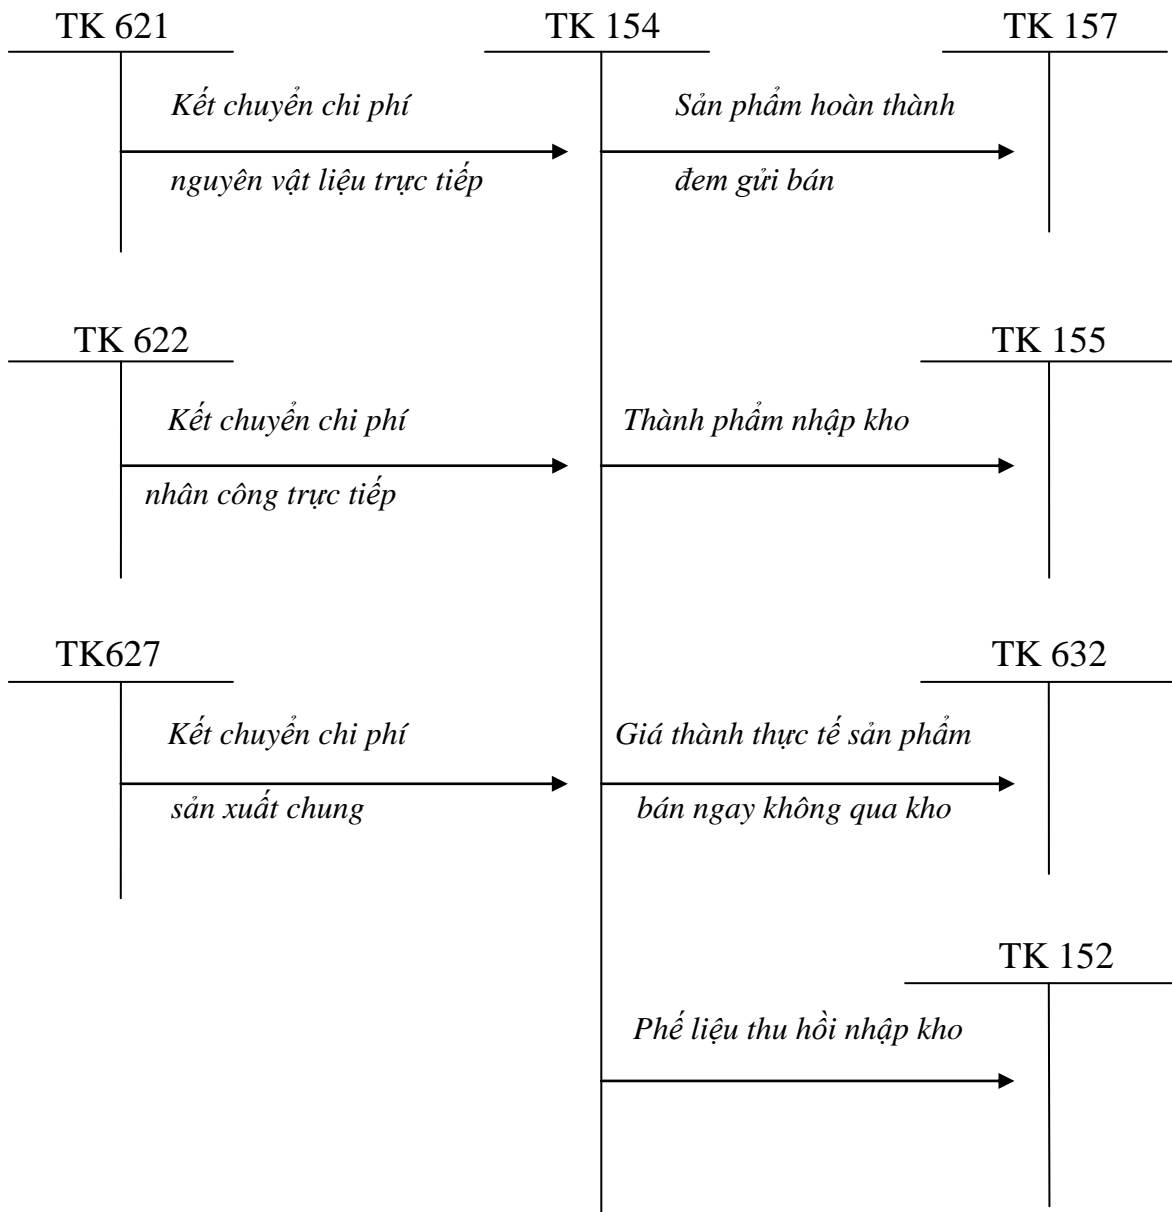 TK 621
TK 154
TK 157
Kết chuyển chi phí
Sản phẩm hoàn thành
nguyên vật liệu trực tiếp
đem gửi bán
TK 622
TK 155
Kết chuyển chi phí
Thành phẩm nhập kho
nhân công trực tiếp
TK627
TK 632
Kết chuyển chi phí
Giá thành thực tế sản phẩm
sản xuất chung
bán ngay không qua kho
TK 152
Phế liệu thu hồi nhập kho